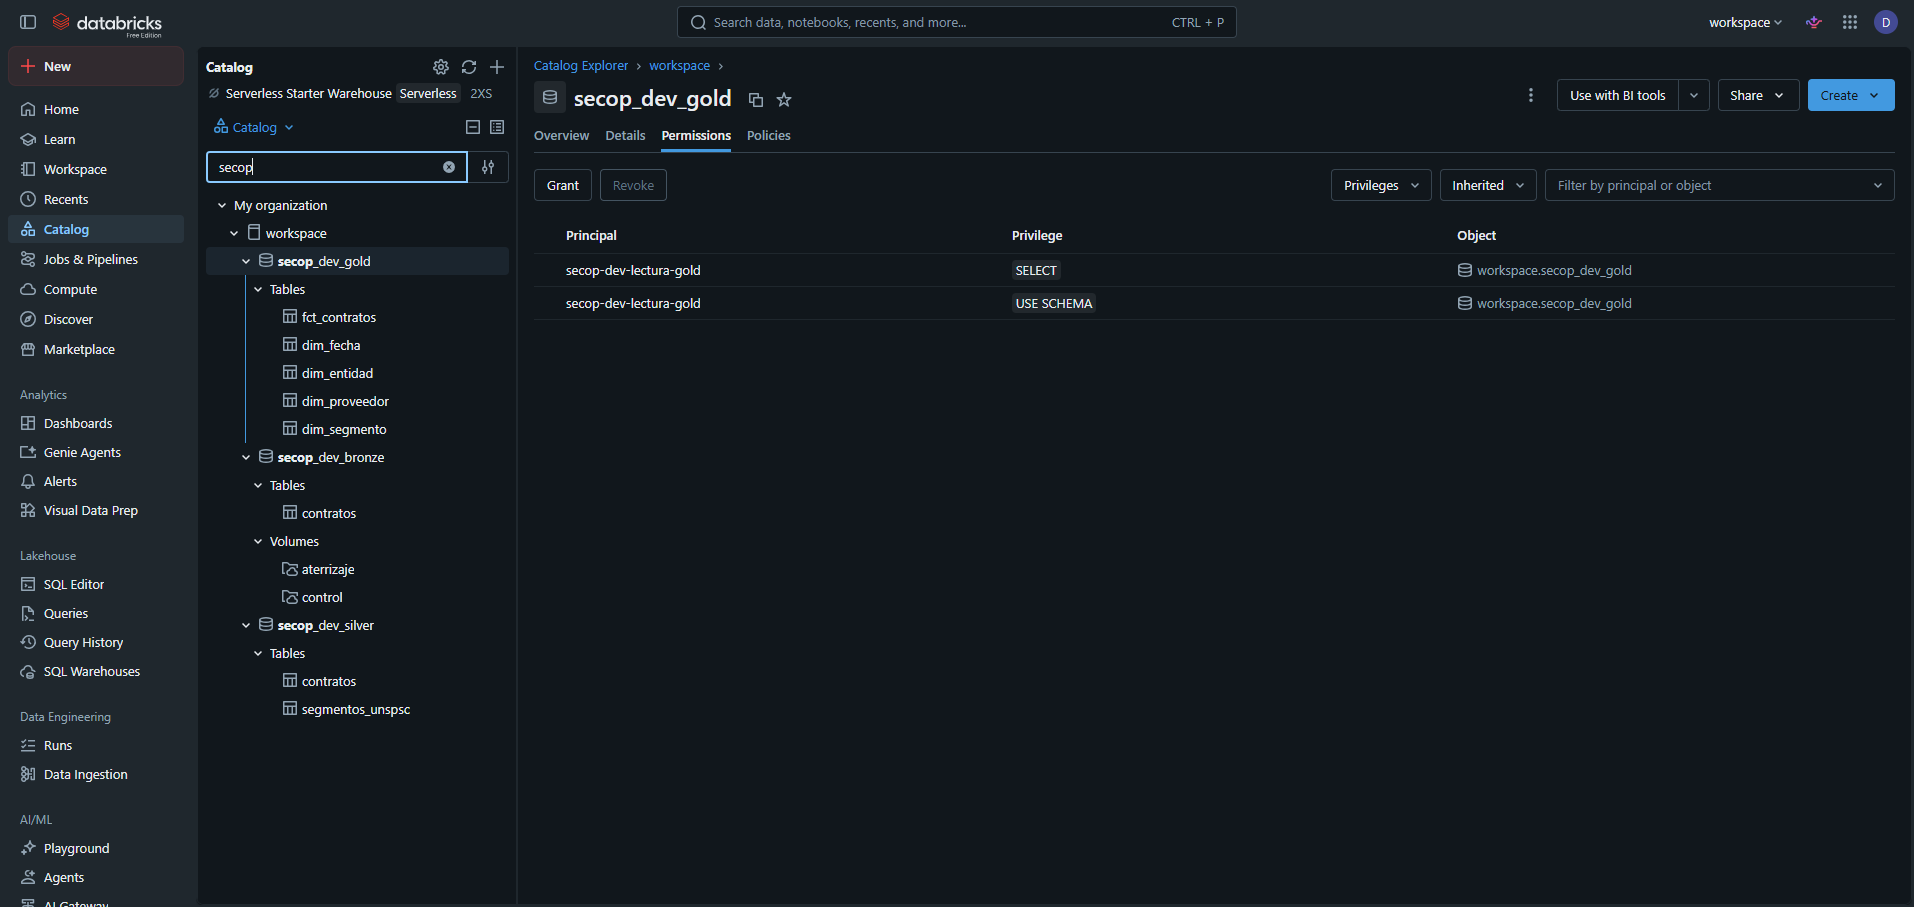 databricks
Free Edition
Search data, notebooks, recents, and more...
CTRL + P
workspace
D
New
Home
Learn
Workspace
Recents
Catalog
Jobs & Pipelines
Compute
Discover
Marketplace
Analytics
Dashboards
Genie Agents
Alerts
Visual Data Prep
Lakehouse
SQL Editor
Queries
Query History
SQL Warehouses
Data Engineering
Runs
Data Ingestion
AI/ML
Playground
Agents
AI Gateway
Catalog
Serverless Starter Warehouse Serverless 2XS
Catalog
secop
My organization
workspace
secop_dev_gold
Tables
fct_contratos
dim_fecha
dim_entidad
dim_proveedor
dim_segmento
secop_dev_bronze
Tables
contratos
Volumes
aterrizaje
control
secop_dev_silver
Tables
contratos
segmentos_unspsc
Catalog Explorer > workspace >
secop_dev_gold
Use with BI tools
Share
Create
Overview Details Permissions Policies
Grant Revoke
Privileges
Inherited
Filter by principal or object
Principal Privilege Object
secop-dev-lectura-gold SELECT workspace.secop_dev_gold
secop-dev-lectura-gold USE SCHEMA workspace.secop_dev_gold